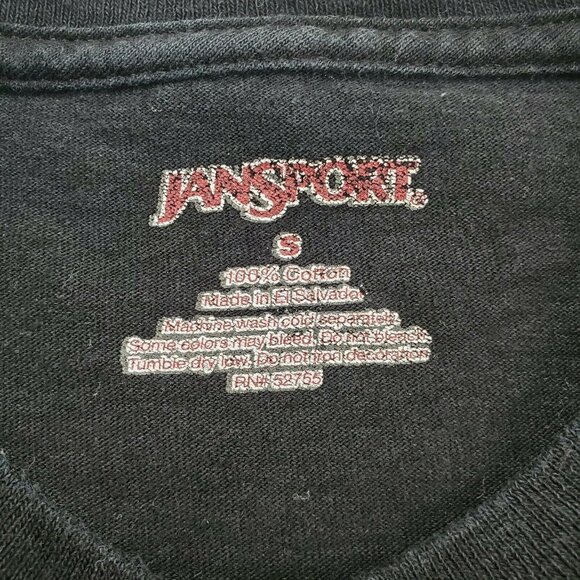 JANSPORT®
S
100% Cotton
Made in El Salvador
Machine wash cold separately.
Some colors may bleed. Do not bleach.
Tumble dry low. Do not iron decoration.
RN# 52755